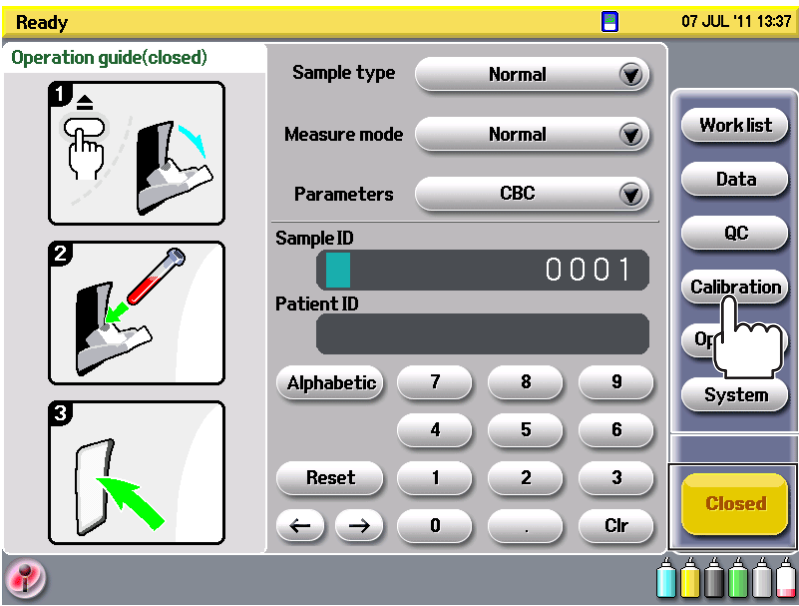 Ready
07 JUL '11 13:37
Operation guide(closed)
1
2
3
Sample type
Normal
Measure mode
Normal
Parameters
CBC
Sample ID
0001
Patient ID
Alphabetic
7
8
9
4
5
6
Reset
1
2
3
←
→
0
.
Clr
Work list
Data
QC
Calibration
Op
System
Closed